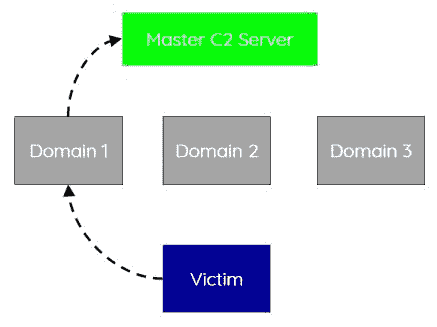 Master C2 Server
Domain 1
Domain 2
Domain 3
Victim